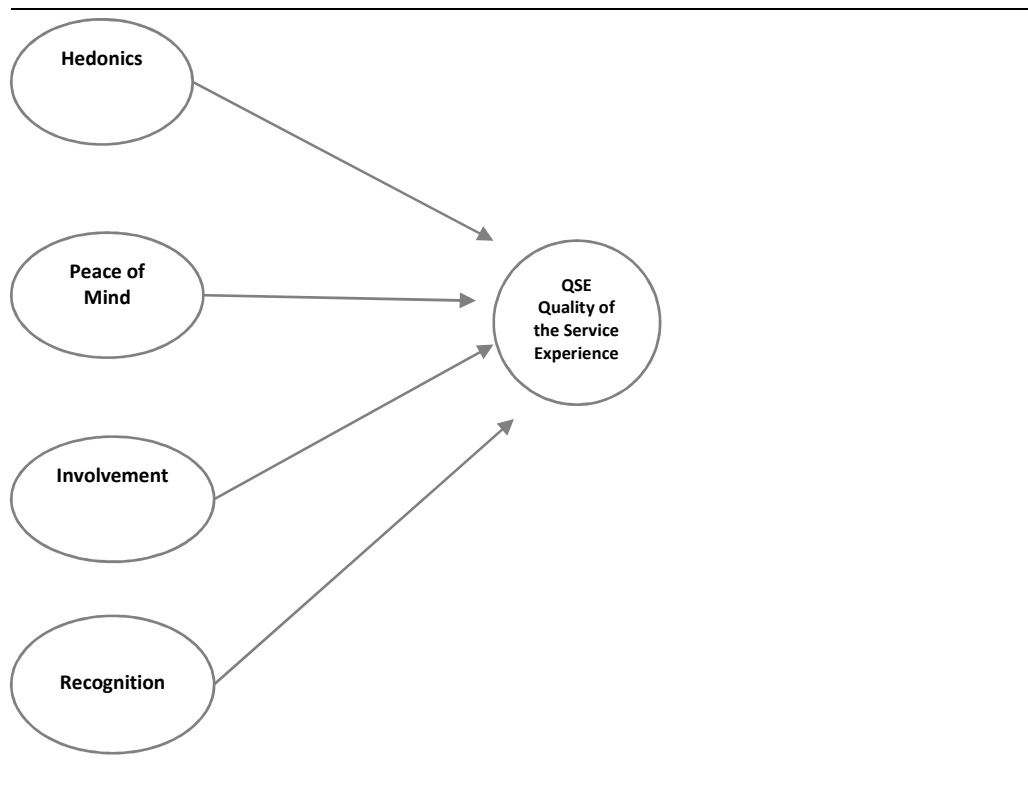 Hedonics
Peace of
Mind
QSE
Quality of
the Service
Experience
Involvement
Recognition